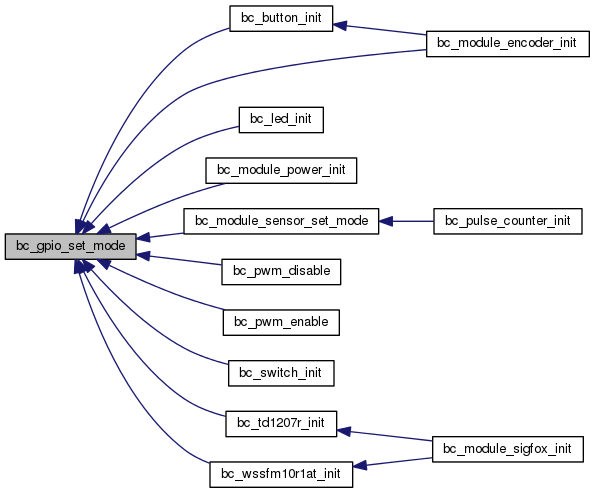 bc_button_init
bc_module_encoder_init
bc_led_init
bc_module_power_init
bc_module_sensor_set_mode
bc_pulse_counter_init
bc_gpio_set_mode
bc_pwm_disable
bc_pwm_enable
bc_switch_init
bc_td1207r_init
bc_module_sigfox_init
bc_wssfm10r1at_init